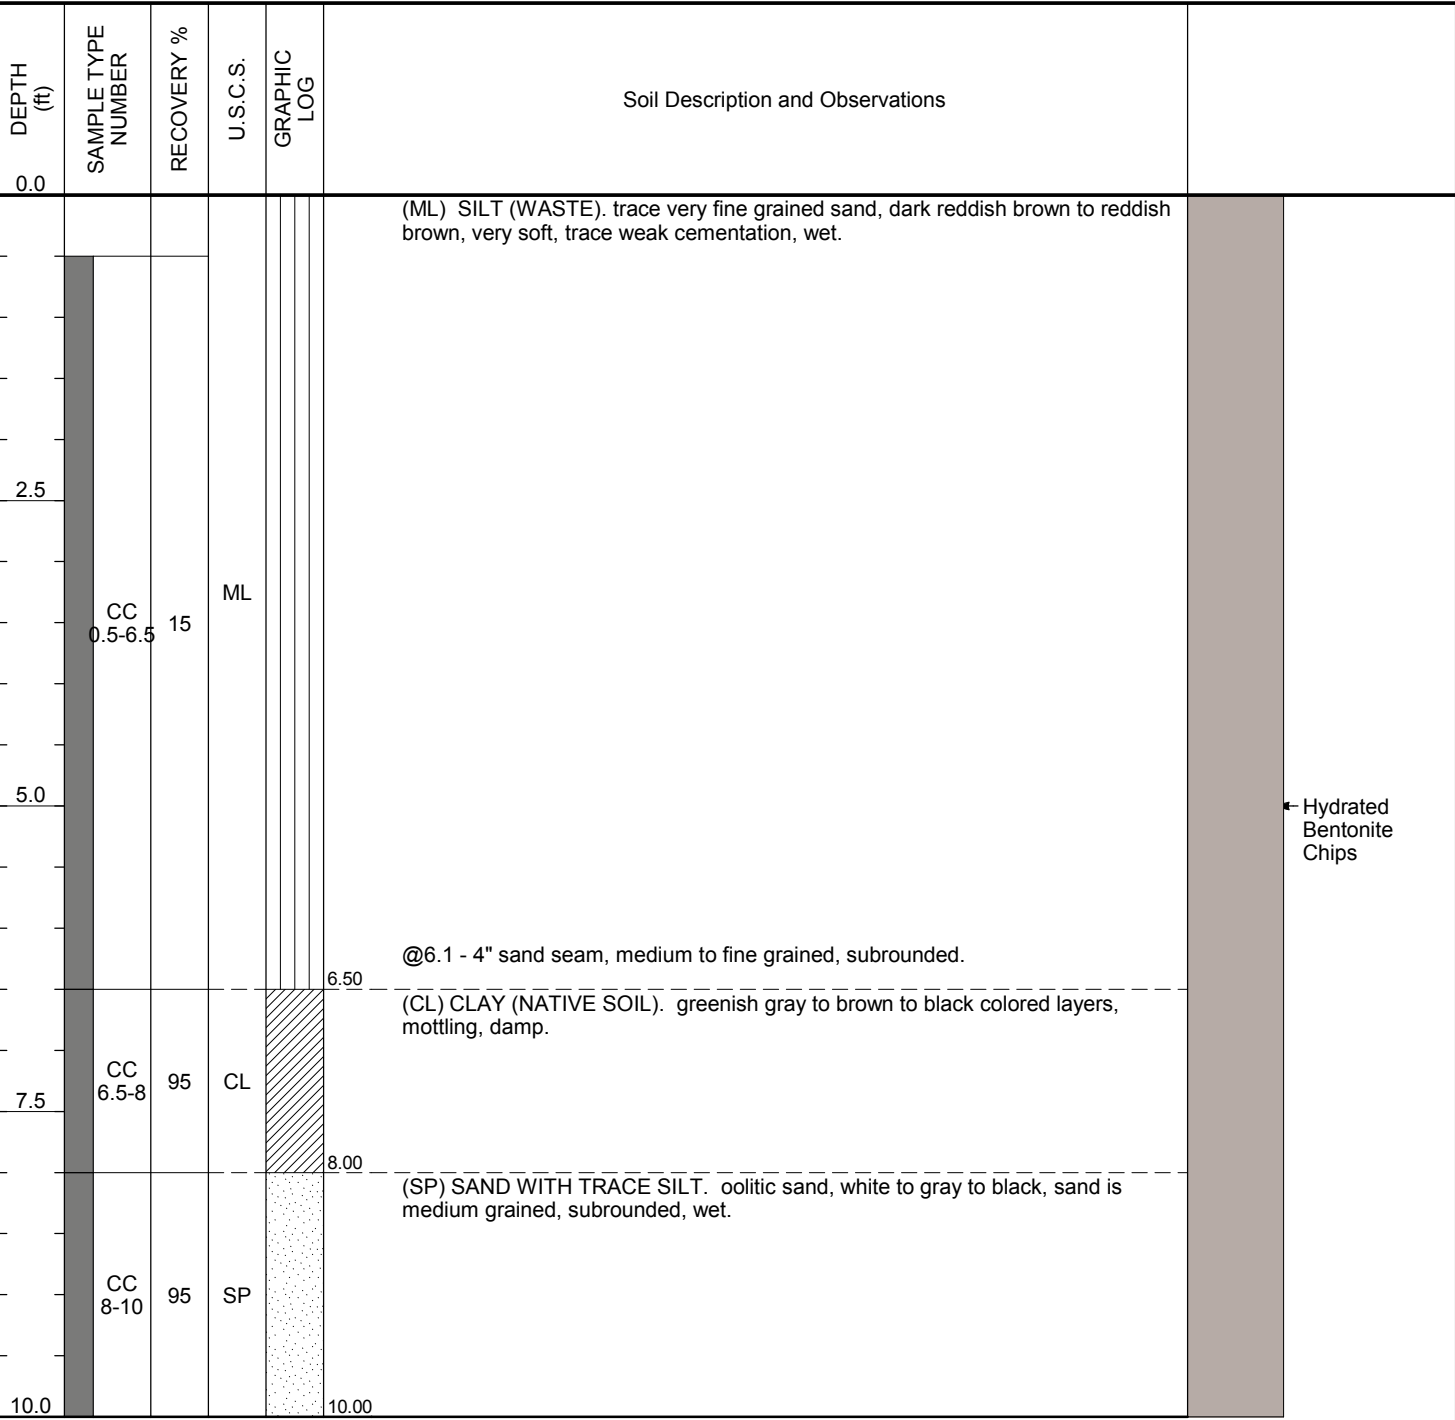 DEPTH
(ft)
SAMPLE TYPE
NUMBER
RECOVERY %
U.S.C.S.
GRAPHIC
LOG
Soil Description and Observations
0.0
(ML) SILT (WASTE). trace very fine grained sand, dark reddish brown to reddish
brown, very soft, trace weak cementation, wet.
2.5
ML
CC
0.5-6.5
15
5.0
Hydrated
Bentonite
Chips
@6.1 - 4" sand seam, medium to fine grained, subrounded.
6.50
(CL) CLAY (NATIVE SOIL). greenish gray to brown to black colored layers,
mottling, damp.
CC
6.5-8
95
CL
7.5
8.00
(SP) SAND WITH TRACE SILT. oolitic sand, white to gray to black, sand is
medium grained, subrounded, wet.
CC
8-10
95
SP
10.0
10.00